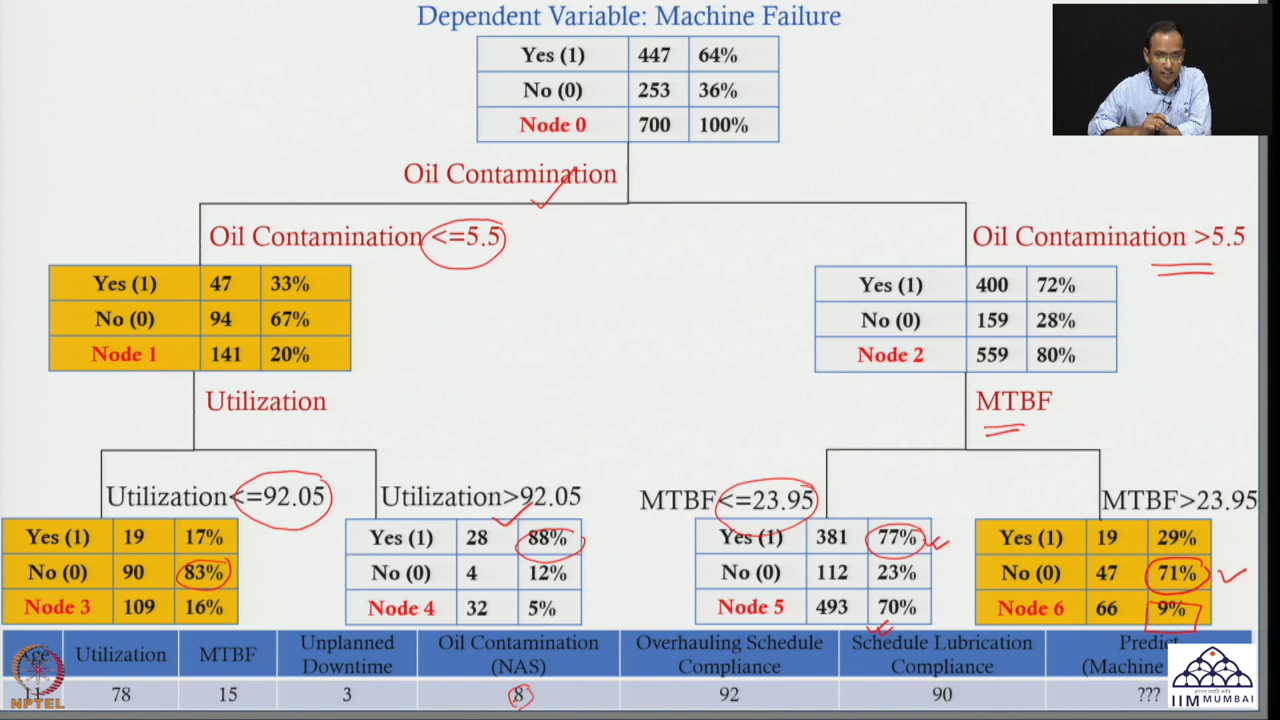 Dependent Variable: Machine Failure
Yes (1) 447 64%
No (0) 253 36%
Node 0 700 100%
Oil Contamination
Oil Contamination <=5.5
Oil Contamination >5.5
Yes (1) 47 33%
No (0) 94 67%
Node 1 141 20%
Yes (1) 400 72%
No (0) 159 28%
Node 2 559 80%
Utilization
MTBF
Utilization<=92.05
Utilization>92.05
MTBF<=23.95
MTBF>23.95
Yes (1) 19 17%
No (0) 90 83%
Node 3 109 16%
Yes (1) 28 88%
No (0) 4 12%
Node 4 32 5%
Yes (1) 381 77%
No (0) 112 23%
Node 5 493 70%
Yes (1) 19 29%
No (0) 47 71%
Node 6 66 9%
Utilization MTBF Unplanned Downtime Oil Contamination (NAS) Overhauling Schedule Compliance Schedule Lubrication Compliance Predict (Machine
11 78 15 3 8 92 90 ???
NPTEL
IIM MUMBAI